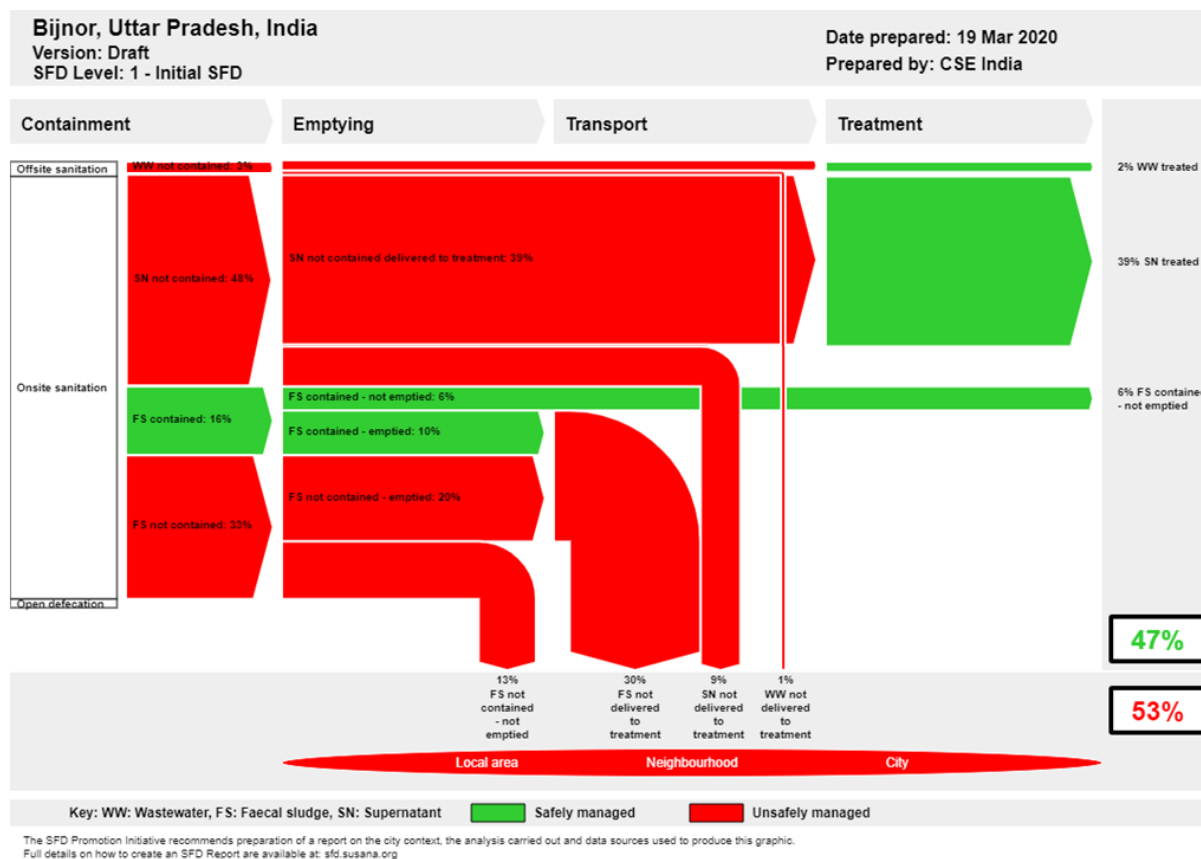 Bijnor, Uttar Pradesh, India
Version: Draft
SFD Level: 1 - Initial SFD
Date prepared: 19 Mar 2020
Prepared by: CSE India
Containment
Emptying
Transport
Treatment
Offsite sanitation
WW not contained: 3%
2% WW treated
SN not contained: 48%
SN not contained delivered to treatment: 39%
39% SN treated
Onsite sanitation
FS contained: 16%
FS contained - not emptied: 6%
6% FS contained
- not emptied
FS contained - emptied: 10%
FS not contained: 33%
FS not contained - emptied: 20%
Open defecation
47%
13%
FS not
contained
- not
emptied
30%
FS not
delivered
to
treatment
9%
SN not
delivered
to
treatment
1%
WW not
delivered
to
treatment
53%
Local area
Neighbourhood
City
Key: WW: Wastewater, FS: Faecal sludge, SN: Supernatant
Safely managed
Unsafely managed
The SFD Promotion Initiative recommends preparation of a report on the city context, the analysis carried out and data sources used to produce this graphic.
Full details on how to create an SFD Report are available at: sfd.susana.org